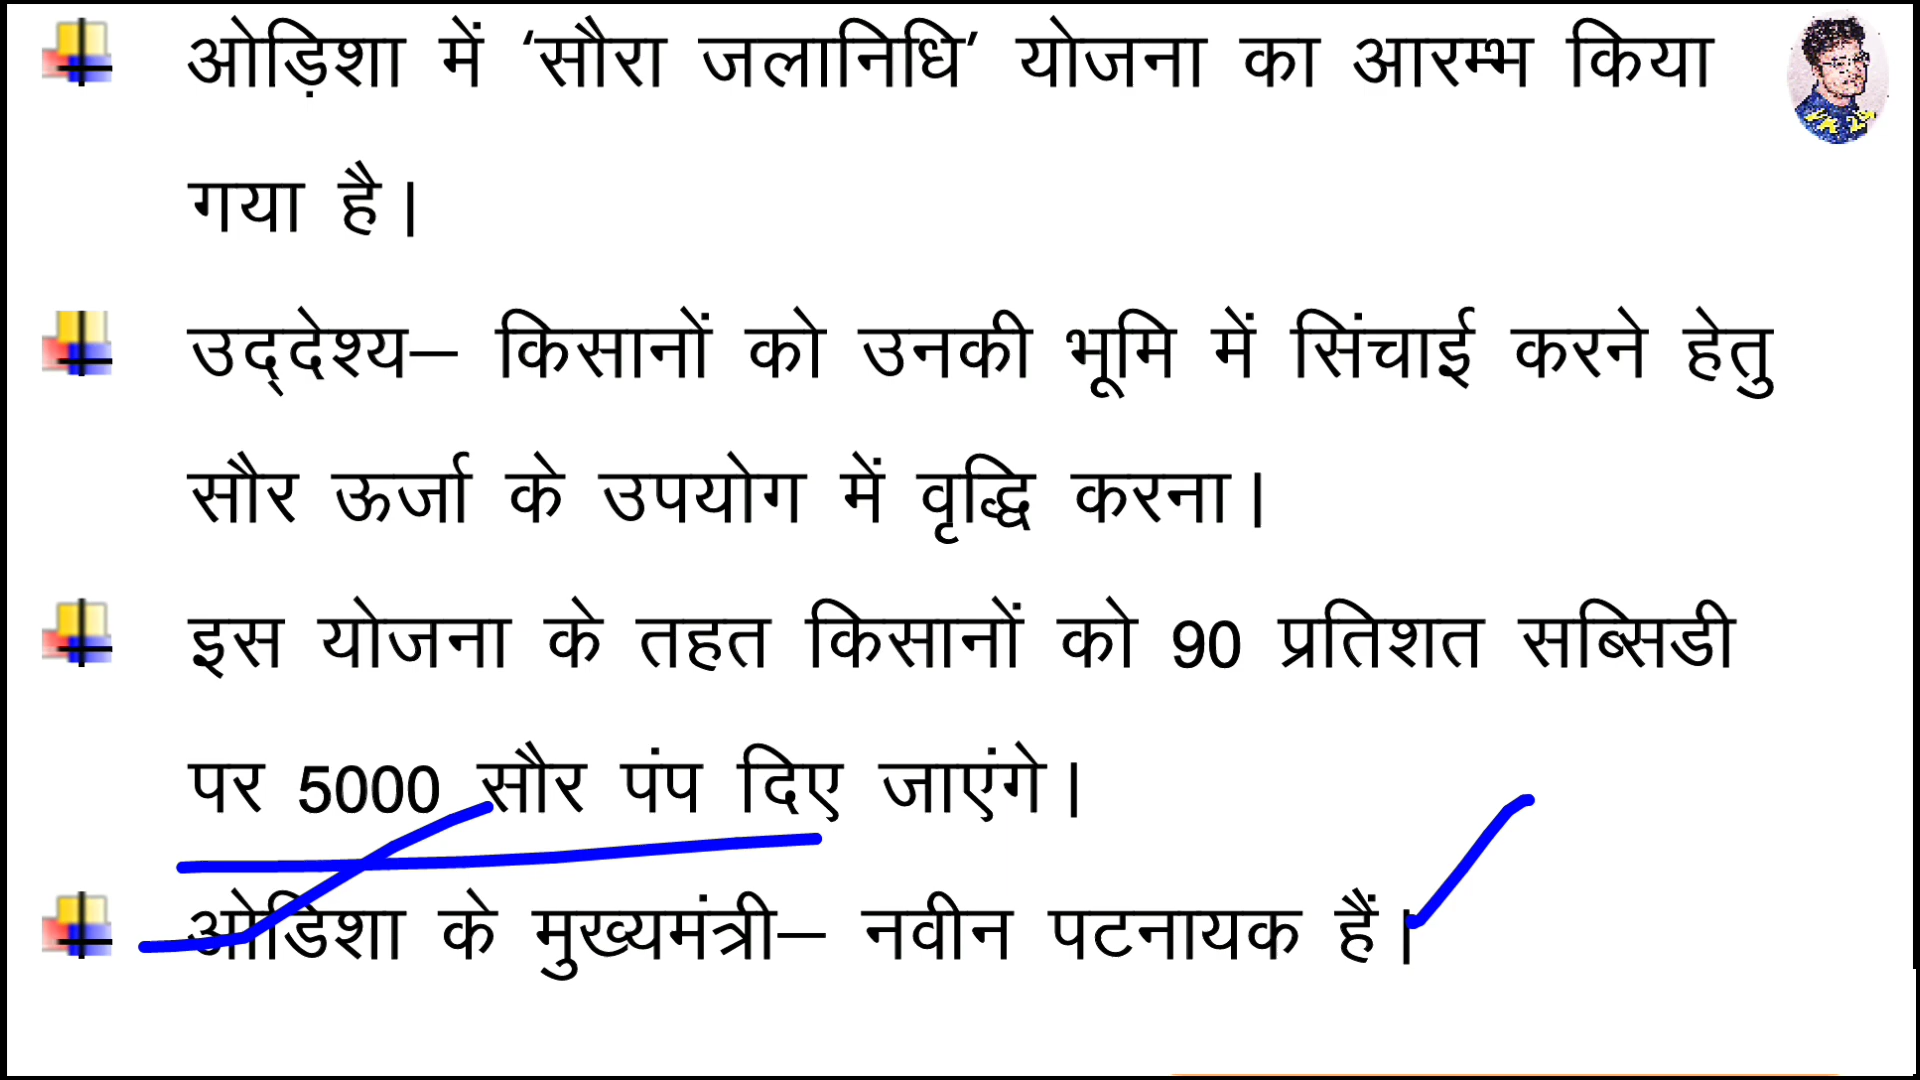 ओड़िशा में ‘सौरा जलानिधि’ योजना का आरम्भ किया
गया है।
उद्‌देश्य– किसानों को उनकी भूमि में सिंचाई करने हेतु
सौर ऊर्जा के उपयोग में वृद्धि करना।
इस योजना के तहत किसानों को 90 प्रतिशत सब्सिडी
पर 5000 सौर पंप दिए जाएंगे।
ओडिशा के मुख्यमंत्री– नवीन पटनायक हैं।